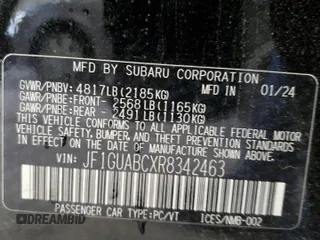 MFD. BY SUBARU CORPORATION
GVWR/PNBV: 4817LB(2185KG) 01/24
GAWR/PNBE:FRONT- 2568LB(1165KG)
GAWR/PNBE:REAR - 2491LB(1130KG)
THIS VEHICLE CONFORMS TO ALL APPLICABLE
FEDERAL MOTOR VEHICLE
SAFETY, BUMPER, AND THEFT PREVENTION
STANDARDS IN EFFECT ON THE DATE OF
MANUFACTURE SHOWN ABOVE.
VIN: JF1GUABCXR8342463
PASSENGER CAR TYPE:PC/VT ICES/NMB-002
DREAMBID